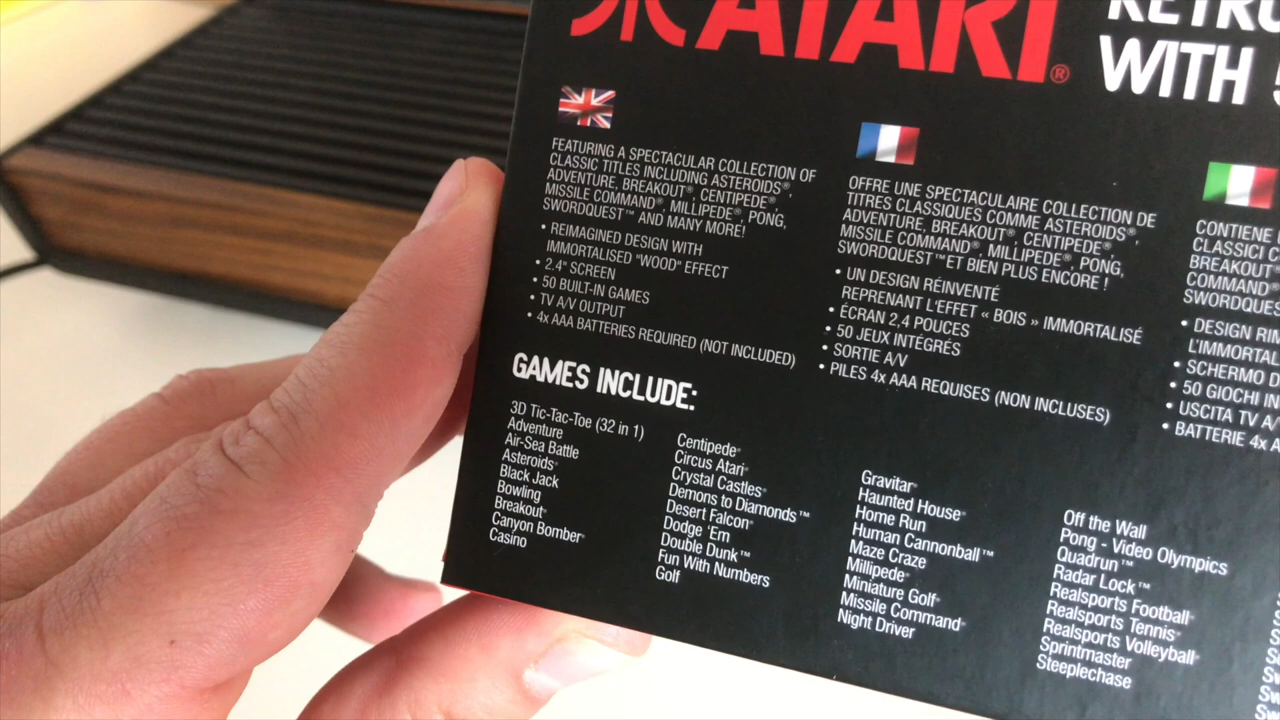 ATARI®
RETRO
WITH
FEATURING A SPECTACULAR COLLECTION OF
CLASSIC TITLES INCLUDING ASTEROIDS®,
ADVENTURE, BREAKOUT®, CENTIPEDE®,
MISSILE COMMAND®, MILLIPEDE®, PONG,
SWORDQUEST™ AND MANY MORE!
• REIMAGINED DESIGN WITH
IMMORTALISED "WOOD" EFFECT
• 2.4" SCREEN
• 50 BUILT-IN GAMES
• TV A/V OUTPUT
• 4x AAA BATTERIES REQUIRED (NOT INCLUDED)
OFFRE UNE SPECTACULAIRE COLLECTION DE
TITRES CLASSIQUES COMME ASTEROIDS®,
ADVENTURE, BREAKOUT®, CENTIPEDE®,
MISSILE COMMAND®, MILLIPEDE®, PONG,
SWORDQUEST™ ET BIEN PLUS ENCORE !
• UN DESIGN RÉINVENTÉ
REPRENANT L'EFFET « BOIS » IMMORTALISÉ
• ÉCRAN 2,4 POUCES
• 50 JEUX INTÉGRÉS
• SORTIE A/V
• PILES 4x AAA REQUISES (NON INCLUSES)
CONTIENE
CLASSICI
BREAKOUT®
COMMAND®
• DESIGN
• SCHERMO
• 50 GIOCHI
• USCITA TV
• BATTERIE 4x
GAMES INCLUDE:
3D Tic-Tac-Toe (32 in 1)
Adventure
Air-Sea Battle
Asteroids®
Black Jack
Bowling
Breakout®
Canyon Bomber®
Casino
Centipede®
Circus Atari®
Crystal Castles®
Demons to Diamonds™
Desert Falcon®
Dodge 'Em
Double Dunk™
Fun With Numbers
Golf
Gravitar®
Haunted House®
Home Run
Human Cannonball™
Maze Craze
Millipede®
Miniature Golf®
Missile Command®
Night Driver
Off the Wall
Pong - Video Olympics
Quadrun™
Radar Lock™
Realsports Football®
Realsports Tennis®
Realsports Volleyball®
Sprintmaster
Steeplechase